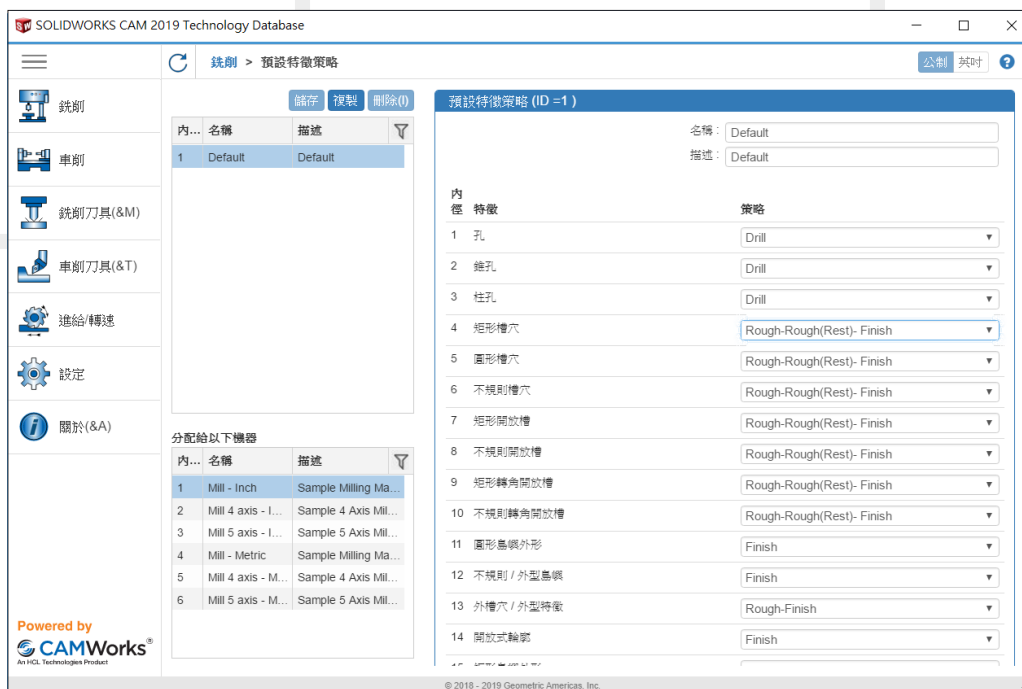 SOLIDWORKS CAM 2019 Technology Database
銑削 > 預設特徵策略
公制 英吋
銑削
車削
銑削刀具(&M)
車削刀具(&T)
進給/轉速
設定
關於(&A)
Powered by
CAMWorks®
An HCL Technologies Product
儲存 複製 刪除(I)
內... 名稱 描述
1 Default Default
分配給以下機器
內... 名稱 描述
1 Mill - Inch Sample Milling Ma...
2 Mill 4 axis - I... Sample 4 Axis Mil...
3 Mill 5 axis - I... Sample 5 Axis Mil...
4 Mill - Metric Sample Milling Ma...
5 Mill 4 axis - M... Sample 4 Axis Mil...
6 Mill 5 axis - M... Sample 5 Axis Mil...
預設特徵策略 (ID =1 )
名稱 : Default
描述 : Default
內徑 特徵 策略
1 孔 Drill
2 錐孔 Drill
3 柱孔 Drill
4 矩形槽穴 Rough-Rough(Rest)- Finish
5 圓形槽穴 Rough-Rough(Rest)- Finish
6 不規則槽穴 Rough-Rough(Rest)- Finish
7 矩形開放槽 Rough-Rough(Rest)- Finish
8 不規則開放槽 Rough-Rough(Rest)- Finish
9 矩形轉角開放槽 Rough-Rough(Rest)- Finish
10 不規則轉角開放槽 Rough-Rough(Rest)- Finish
11 圓形島嶼外形 Finish
12 不規則 / 外型島嶼 Finish
13 外槽穴 / 外型特徵 Rough-Finish
14 開放式輪廓 Finish
© 2018 - 2019 Geometric Americas, Inc.